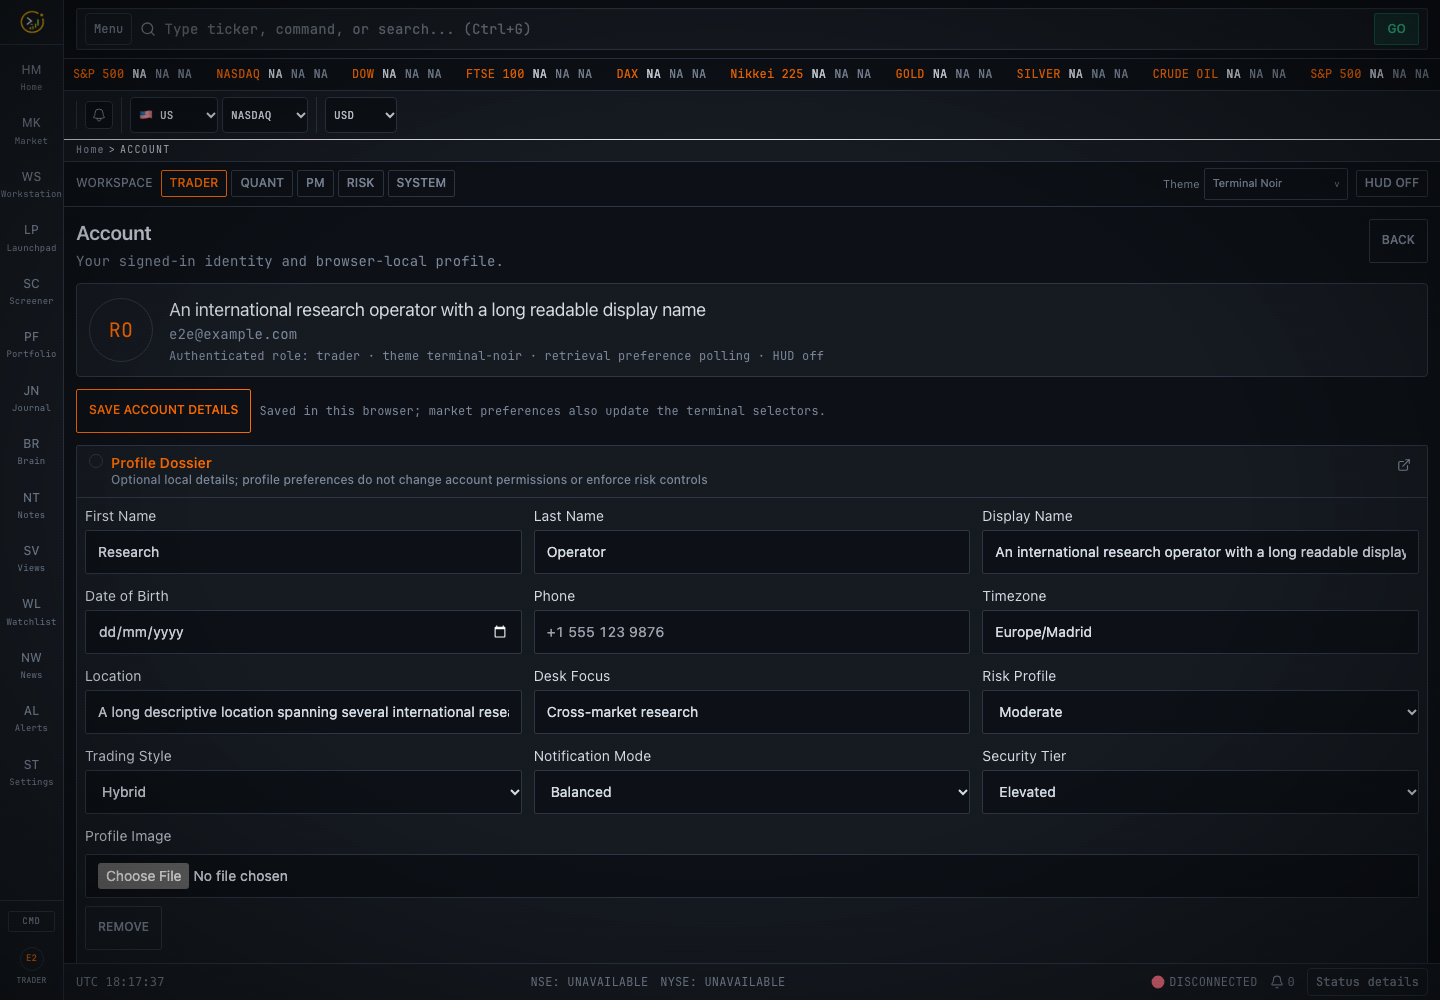 Menu Type ticker, command, or search... (Ctrl+G) GO
S&P 500 NA NA NA NASDAQ NA NA NA DOW NA NA NA FTSE 100 NA NA NA DAX NA NA NA Nikkei 225 NA NA NA GOLD NA NA NA SILVER NA NA NA CRUDE OIL NA NA NA S&P 500 NA NA NA
US NASDAQ USD
Home > ACCOUNT
WORKSPACE TRADER QUANT PM RISK SYSTEM Theme Terminal Noir HUD OFF
HM
Home
MK
Market
WS
Workstation
LP
Launchpad
SC
Screener
PF
Portfolio
JN
Journal
BR
Brain
NT
Notes
SV
Views
WL
Watchlist
NW
News
AL
Alerts
ST
Settings
CMD
E2
TRADER
Account
Your signed-in identity and browser-local profile.
BACK
RO
An international research operator with a long readable display name
e2e@example.com
Authenticated role: trader · theme terminal-noir · retrieval preference polling · HUD off
SAVE ACCOUNT DETAILS Saved in this browser; market preferences also update the terminal selectors.
Profile Dossier
Optional local details; profile preferences do not change account permissions or enforce risk controls
First Name Last Name Display Name
Research Operator An international research operator with a long readable display
Date of Birth Phone Timezone
dd/mm/yyyy +1 555 123 9876 Europe/Madrid
Location Desk Focus Risk Profile
A long descriptive location spanning several international rese Cross-market research Moderate
Trading Style Notification Mode Security Tier
Hybrid Balanced Elevated
Profile Image
Choose File No file chosen
REMOVE
UTC 18:17:37 NSE: UNAVAILABLE NYSE: UNAVAILABLE DISCONNECTED 0 Status details